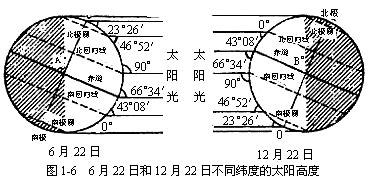 北极
23°26′
46°52′
90°
66°34′
43°08′
0°
北极圈
北回归线
A
赤道
南回归线
南极圈
南极
太阳光
北极
0°
43°08′
66°34′
90°
46°52′
23°26′
北极圈
北回归线
B
赤道
南回归线
南极圈
6月22日
12月22日
图1-6 6月22日和12月22日不同纬度的太阳高度